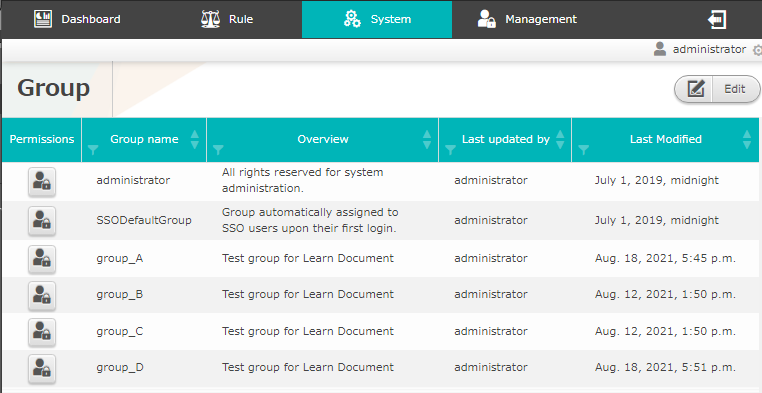 Dashboard Rule System Management
administrator
Group
Edit
Permissions Group name Overview Last updated by Last Modified
administrator All rights reserved for system administration. administrator July 1, 2019, midnight
SSODefaultGroup Group automatically assigned to SSO users upon their first login. administrator July 1, 2019, midnight
group_A Test group for Learn Document administrator Aug. 18, 2021, 5:45 p.m.
group_B Test group for Learn Document administrator Aug. 12, 2021, 1:50 p.m.
group_C Test group for Learn Document administrator Aug. 12, 2021, 1:50 p.m.
group_D Test group for Learn Document administrator Aug. 18, 2021, 5:51 p.m.